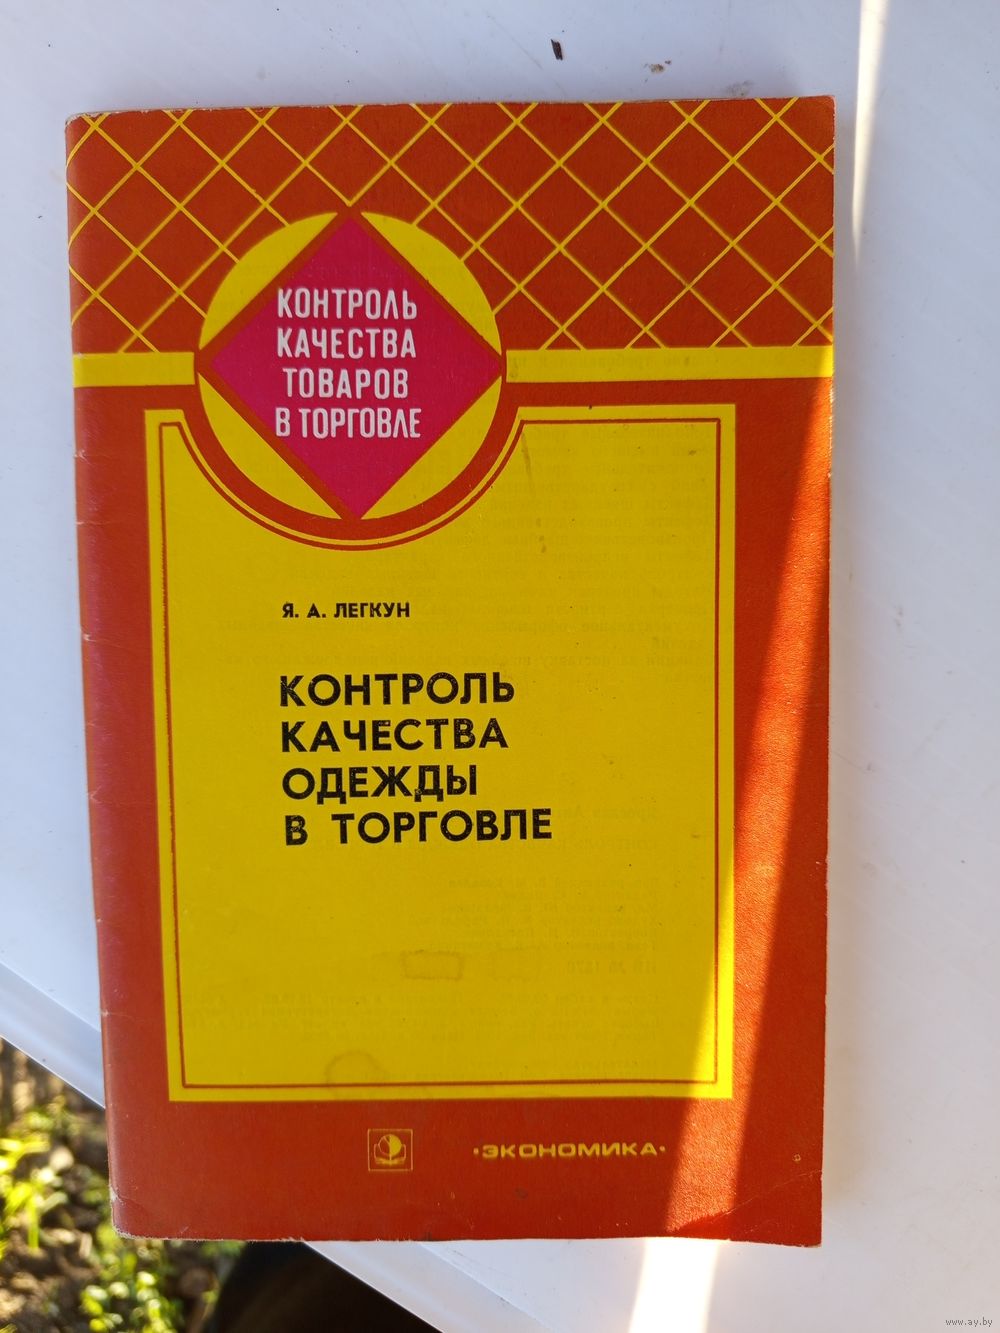 КОНТРОЛЬ
КАЧЕСТВА
ТОВАРОВ
В ТОРГОВЛЕ
Я. А. ЛЕГКУН
КОНТРОЛЬ
КАЧЕСТВА
ОДЕЖДЫ
В ТОРГОВЛЕ
•ЭКОНОМИКА•
www.ay.by